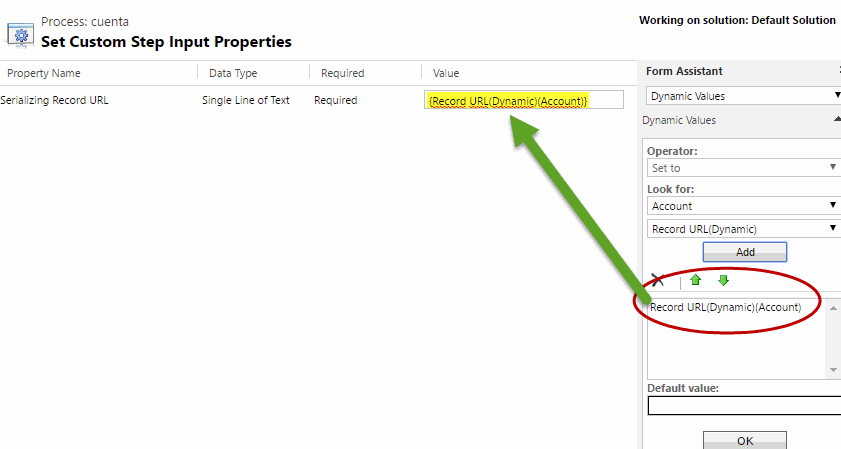 Process: cuenta
Working on solution: Default Solution
Set Custom Step Input Properties
Property Name
Data Type
Required
Value
Serializing Record URL
Single Line of Text
Required
{Record URL(Dynamic)(Account)}
Form Assistant
Dynamic Values
Dynamic Values
Operator:
Set to
Look for:
Account
Record URL(Dynamic)
Add
Record URL(Dynamic)(Account)
Default value:
OK